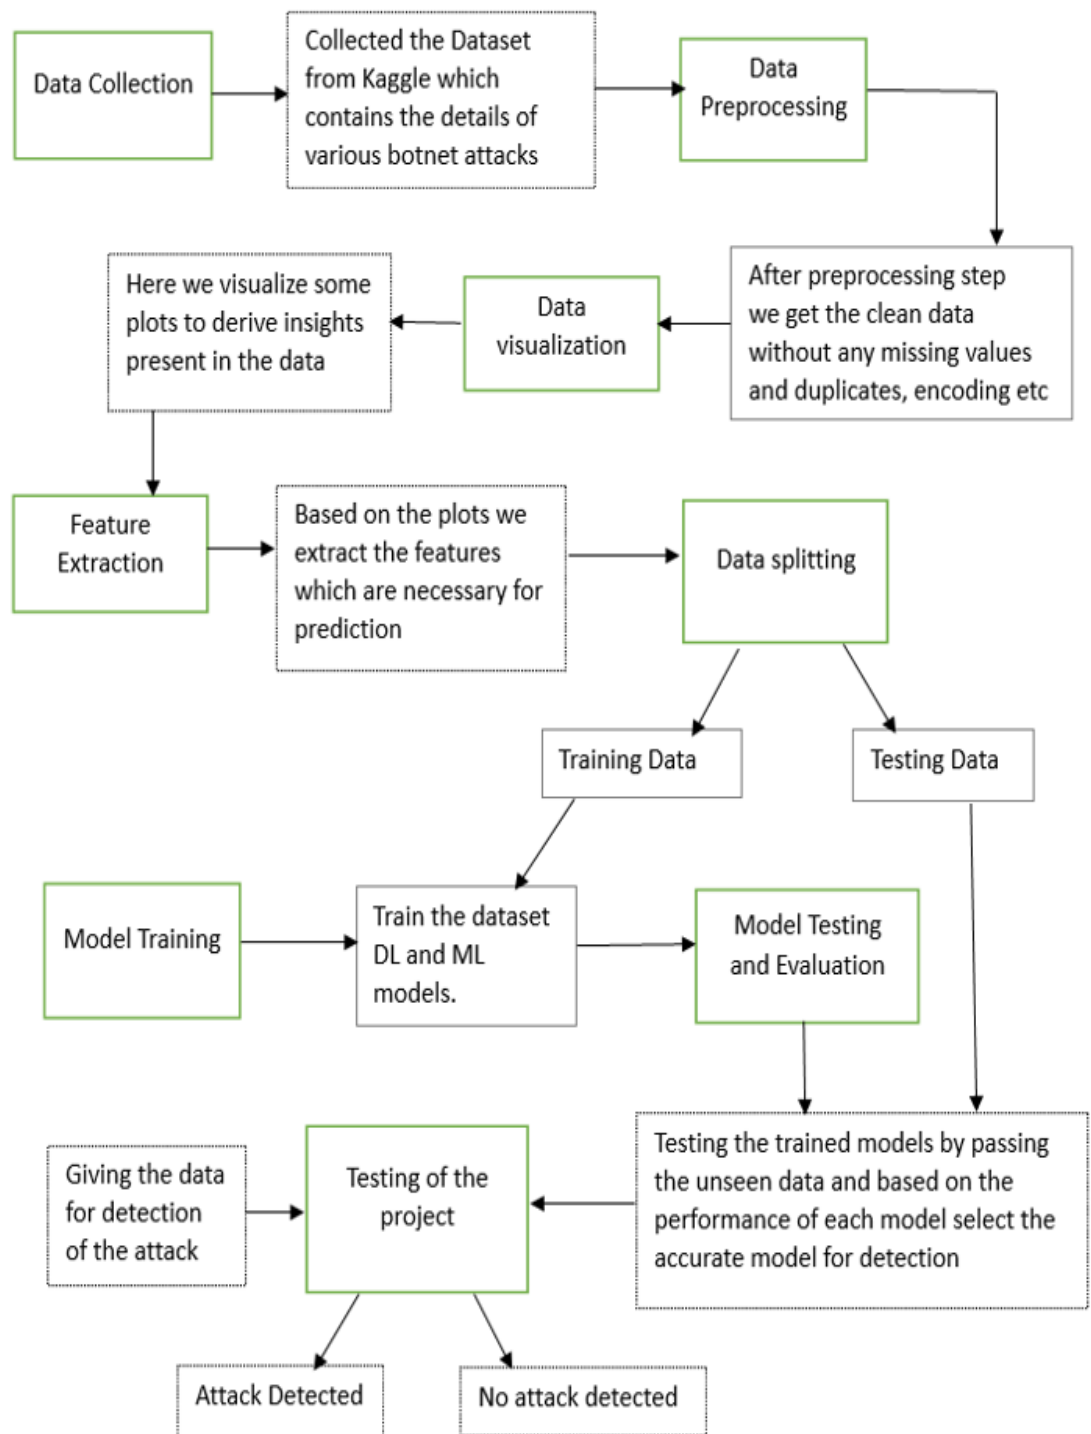 Data Collection
Collected the Dataset
from Kaggle which
contains the details of
various botnet attacks
Data
Preprocessing
After preprocessing step
we get the clean data
without any missing values
and duplicates, encoding etc
Data
visualization
Here we visualize some
plots to derive insights
present in the data
Feature
Extraction
Based on the plots we
extract the features
which are necessary for
prediction
Data splitting
Training Data
Testing Data
Model Training
Train the dataset
DL and ML
models.
Model Testing
and Evaluation
Testing the trained models by passing
the unseen data and based on the
performance of each model select the
accurate model for detection
Giving the data
for detection
of the attack
Testing of the
project
Attack Detected
No attack detected